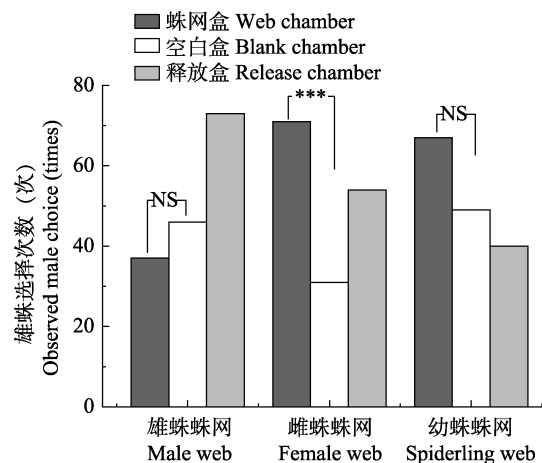 蛛网盒 Web chamber
空白盒 Blank chamber
释放盒 Release chamber
雄蛛选择次数（次）
Observed male choice (times)
80
60
40
20
0
NS
***
NS
雄蛛蛛网
Male web
雌蛛蛛网
Female web
幼蛛蛛网
Spiderling web